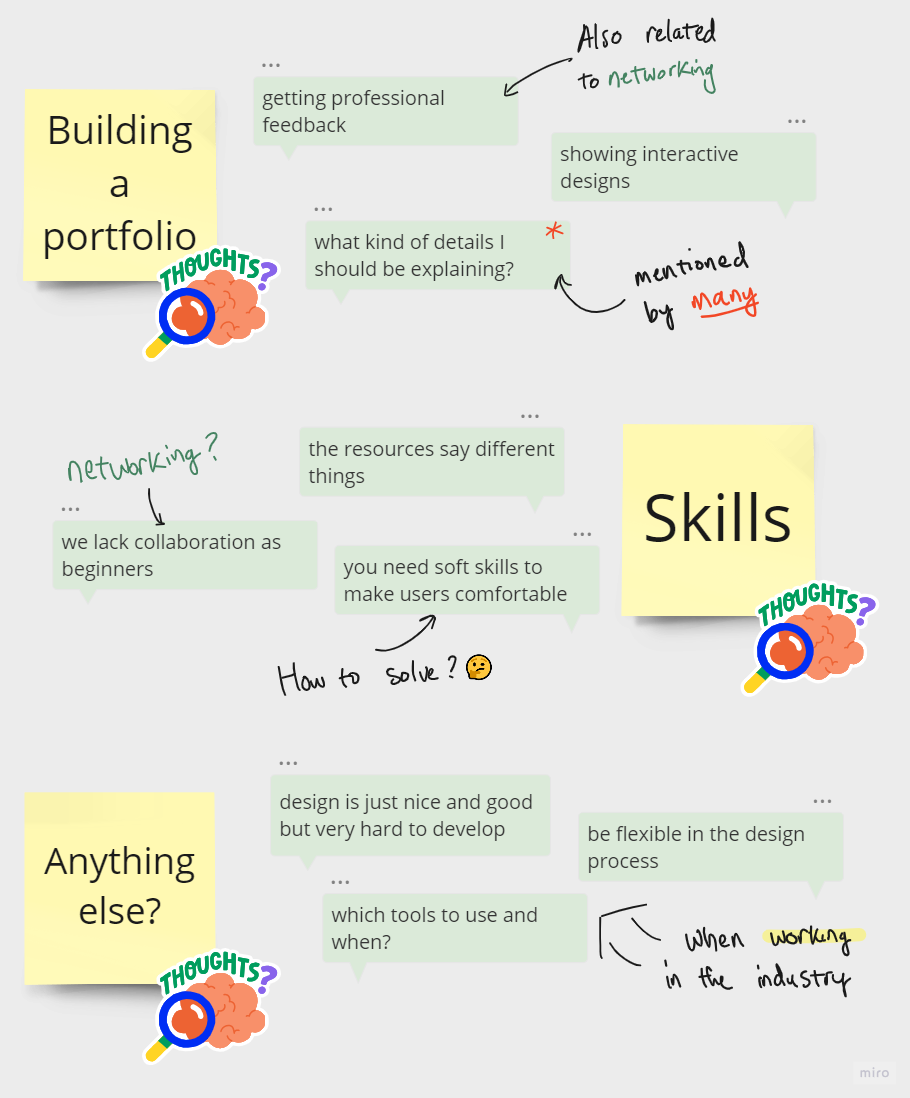 Also related
to networking
...
getting professional
feedback
Building
a
portfolio
...
showing interactive
designs
...
what kind of details I
should be explaining?
*
THOUGHTS?
mentioned
by many
networking?
...
the resources say different
things
...
we lack collaboration as
beginners
...
you need soft skills to
make users comfortable
Skills
THOUGHTS?
How to solve? 🤔
...
design is just nice and good
but very hard to develop
...
be flexible in the design
process
Anything
else?
...
which tools to use and
when?
when working
in the industry
THOUGHTS?
miro